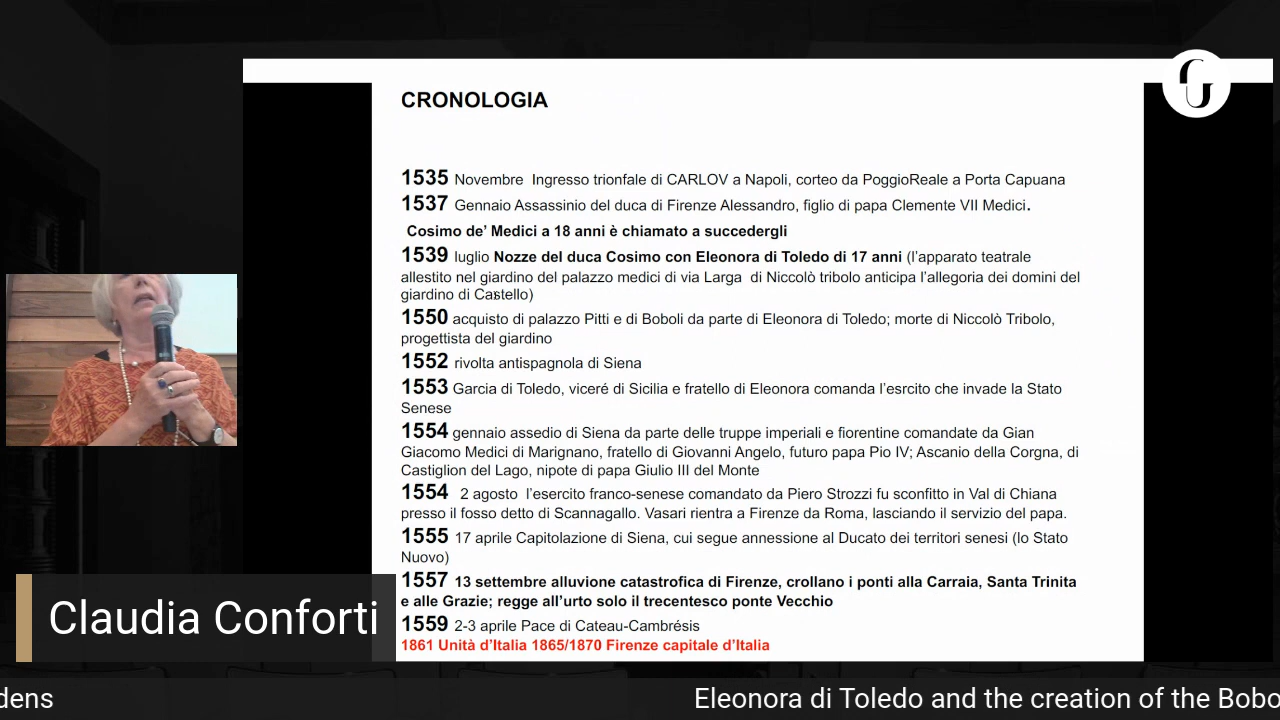 CRONOLOGIA
1535 Novembre Ingresso trionfale di CARLOV a Napoli, corteo da PoggioReale a Porta Capuana
1537 Gennaio Assassinio del duca di Firenze Alessandro, figlio di papa Clemente VII Medici.
Cosimo de’ Medici a 18 anni è chiamato a succedergli
1539 luglio Nozze del duca Cosimo con Eleonora di Toledo di 17 anni (l’apparato teatrale
allestito nel giardino del palazzo medici di via Larga di Niccolò tribolo anticipa l’allegoria dei domini del
giardino di Castello)
1550 acquisto di palazzo Pitti e di Boboli da parte di Eleonora di Toledo; morte di Niccolò Tribolo,
progettista del giardino
1552 rivolta antispagnola di Siena
1553 Garcia di Toledo, viceré di Sicilia e fratello di Eleonora comanda l’esrcito che invade la Stato
Senese
1554 gennaio assedio di Siena da parte delle truppe imperiali e fiorentine comandate da Gian
Giacomo Medici di Marignano, fratello di Giovanni Angelo, futuro papa Pio IV; Ascanio della Corgna, di
Castiglion del Lago, nipote di papa Giulio III del Monte
1554 2 agosto l’esercito franco-senese comandato da Piero Strozzi fu sconfitto in Val di Chiana
presso il fosso detto di Scannagallo. Vasari rientra a Firenze da Roma, lasciando il servizio del papa.
1555 17 aprile Capitolazione di Siena, cui segue annessione al Ducato dei territori senesi (lo Stato
Nuovo)
1557 13 settembre alluvione catastrofica di Firenze, crollano i ponti alla Carraia, Santa Trinita
e alle Grazie; regge all’urto solo il trecentesco ponte Vecchio
1559 2-3 aprile Pace di Cateau-Cambrésis
1861 Unità d’Italia 1865/1870 Firenze capitale d’Italia
Claudia Conforti
dens Eleonora di Toledo and the creation of the Bobo